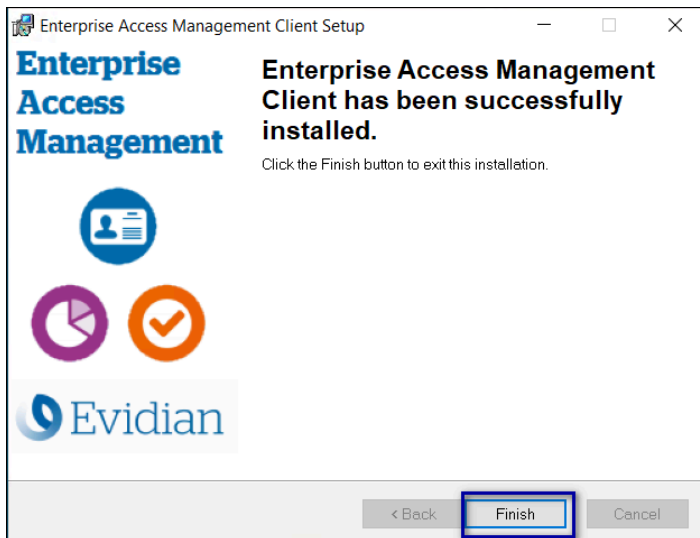 Enterprise Access Management Client Setup
Enterprise
Access
Management
Enterprise Access Management
Client has been successfully
installed.
Click the Finish button to exit this installation.
Evidian
< Back
Finish
Cancel